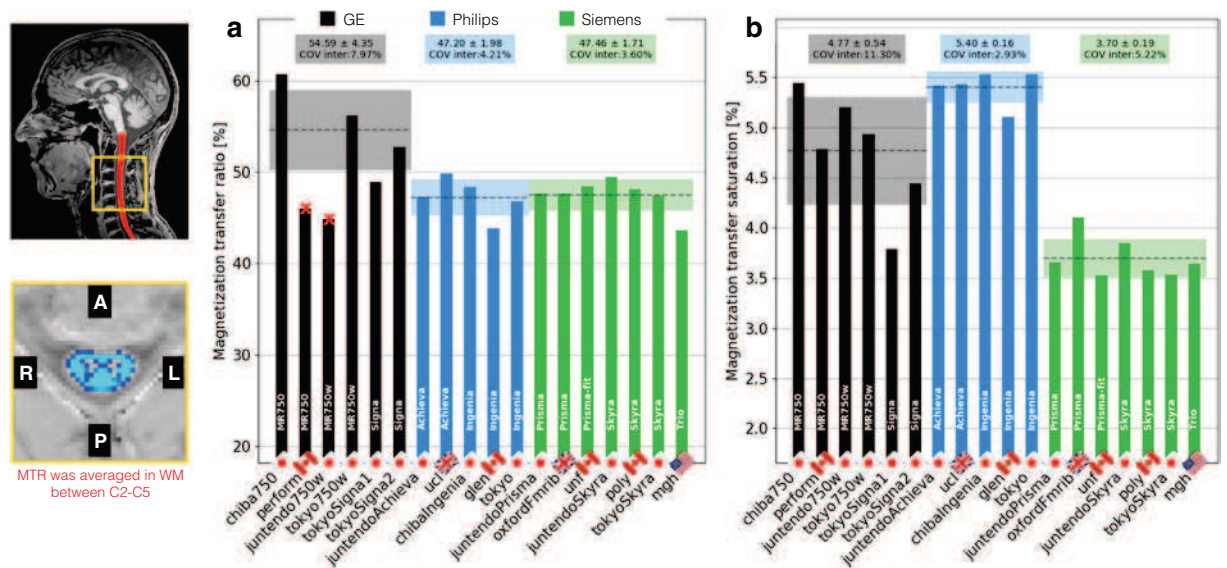 A
R
L
P
MTR was averaged in WM
between C2-C5
GE
Philips
Siemens
a
54.59 ± 4.35
COV inter:7.97%
47.20 ± 1.98
COV inter:4.21%
47.46 ± 1.71
COV inter:3.60%
Magnetization transfer ratio [%]
60
50
40
30
20
MR750
MR750
MR750w
MR750w
Signa
Signa
Achieva
Achieva
Ingenia
Ingenia
Ingenia
Prisma
Prisma
Prisma-fit
Skyra
Skyra
Skyra
Trio
chiba750
perform
juntendo750w
tokyo750w
tokyoSigna1
tokyoSigna2
juntendoAchieva
ucl
chibaIngenia
glen
tokyo
juntendoPrisma
oxfordFmrib
unf
juntendoSkyra
poly
tokyoSkyra
mgh
b
4.77 ± 0.54
COV inter:11.30%
5.40 ± 0.16
COV inter:2.93%
3.70 ± 0.19
COV inter:5.22%
Magnetization transfer saturation [%]
5.5
5.0
4.5
4.0
3.5
3.0
2.5
2.0
MR750
MR750
MR750w
MR750w
Signa
Signa
Achieva
Achieva
Ingenia
Ingenia
Ingenia
Prisma
Prisma
Prisma-fit
Skyra
Skyra
Skyra
Trio
chiba750
perform
juntendo750w
tokyo750w
tokyoSigna1
tokyoSigna2
juntendoAchieva
ucl
chibaIngenia
glen
tokyo
juntendoPrisma
oxfordFmrib
unf
juntendoSkyra
poly
tokyoSkyra
mgh